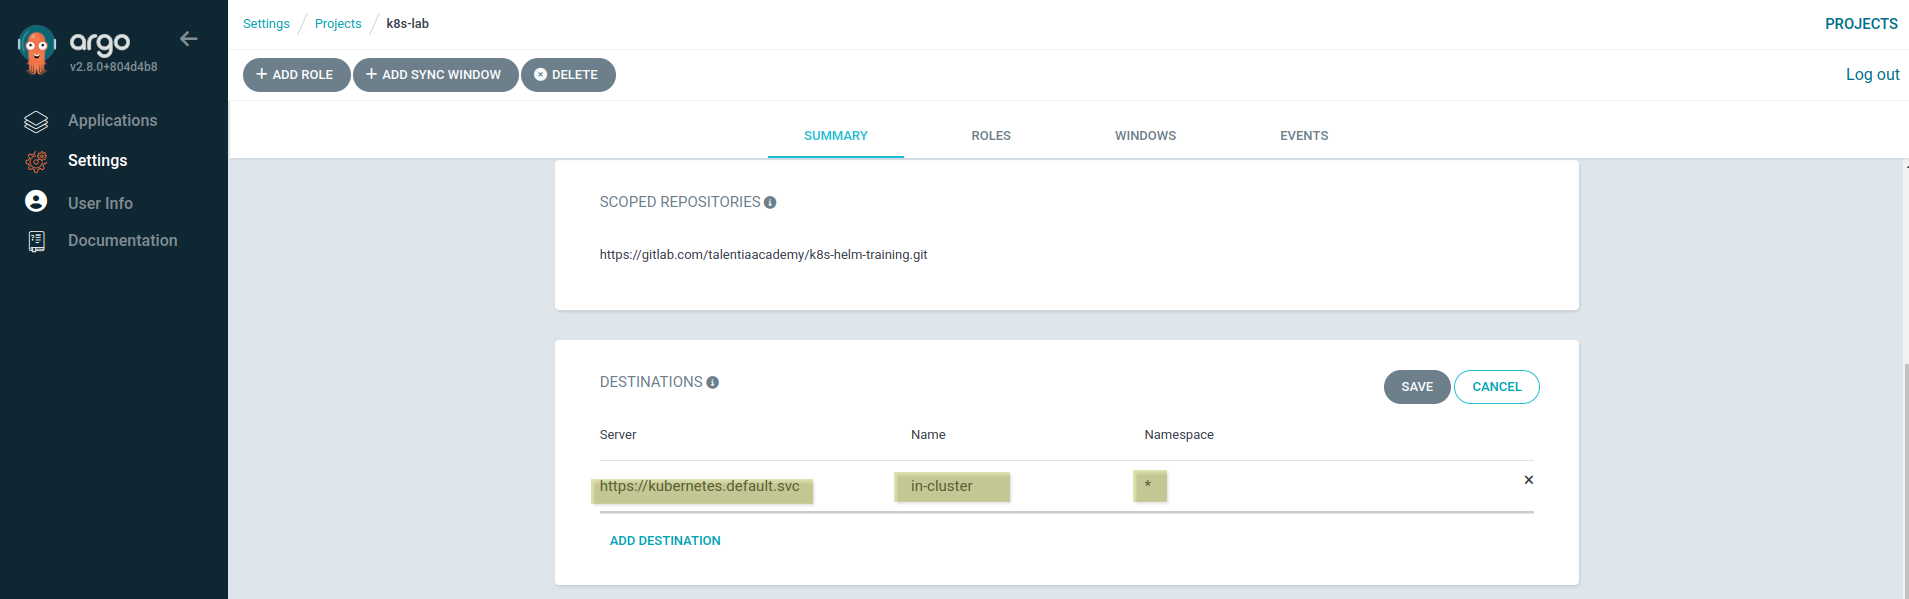 argo
v2.8.0+804d4b8
Applications
Settings
User Info
Documentation
Settings / Projects / k8s-lab
PROJECTS
+ ADD ROLE
+ ADD SYNC WINDOW
DELETE
Log out
SUMMARY
ROLES
WINDOWS
EVENTS
SCOPED REPOSITORIES
https://gitlab.com/talentiaacademy/k8s-helm-training.git
DESTINATIONS
SAVE
CANCEL
Server
Name
Namespace
https://kubernetes.default.svc
in-cluster
*
ADD DESTINATION